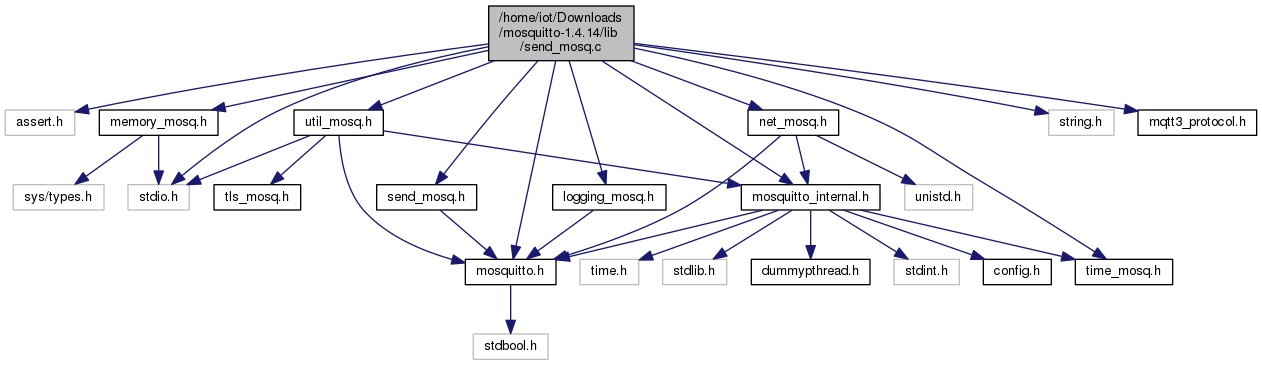 /home/iot/Downloads
/mosquitto-1.4.14/lib
/send_mosq.c
assert.h
memory_mosq.h
util_mosq.h
net_mosq.h
string.h
mqtt3_protocol.h
sys/types.h
stdio.h
tls_mosq.h
send_mosq.h
logging_mosq.h
mosquitto_internal.h
unistd.h
mosquitto.h
time.h
stdlib.h
dummypthread.h
stdint.h
config.h
time_mosq.h
stdbool.h